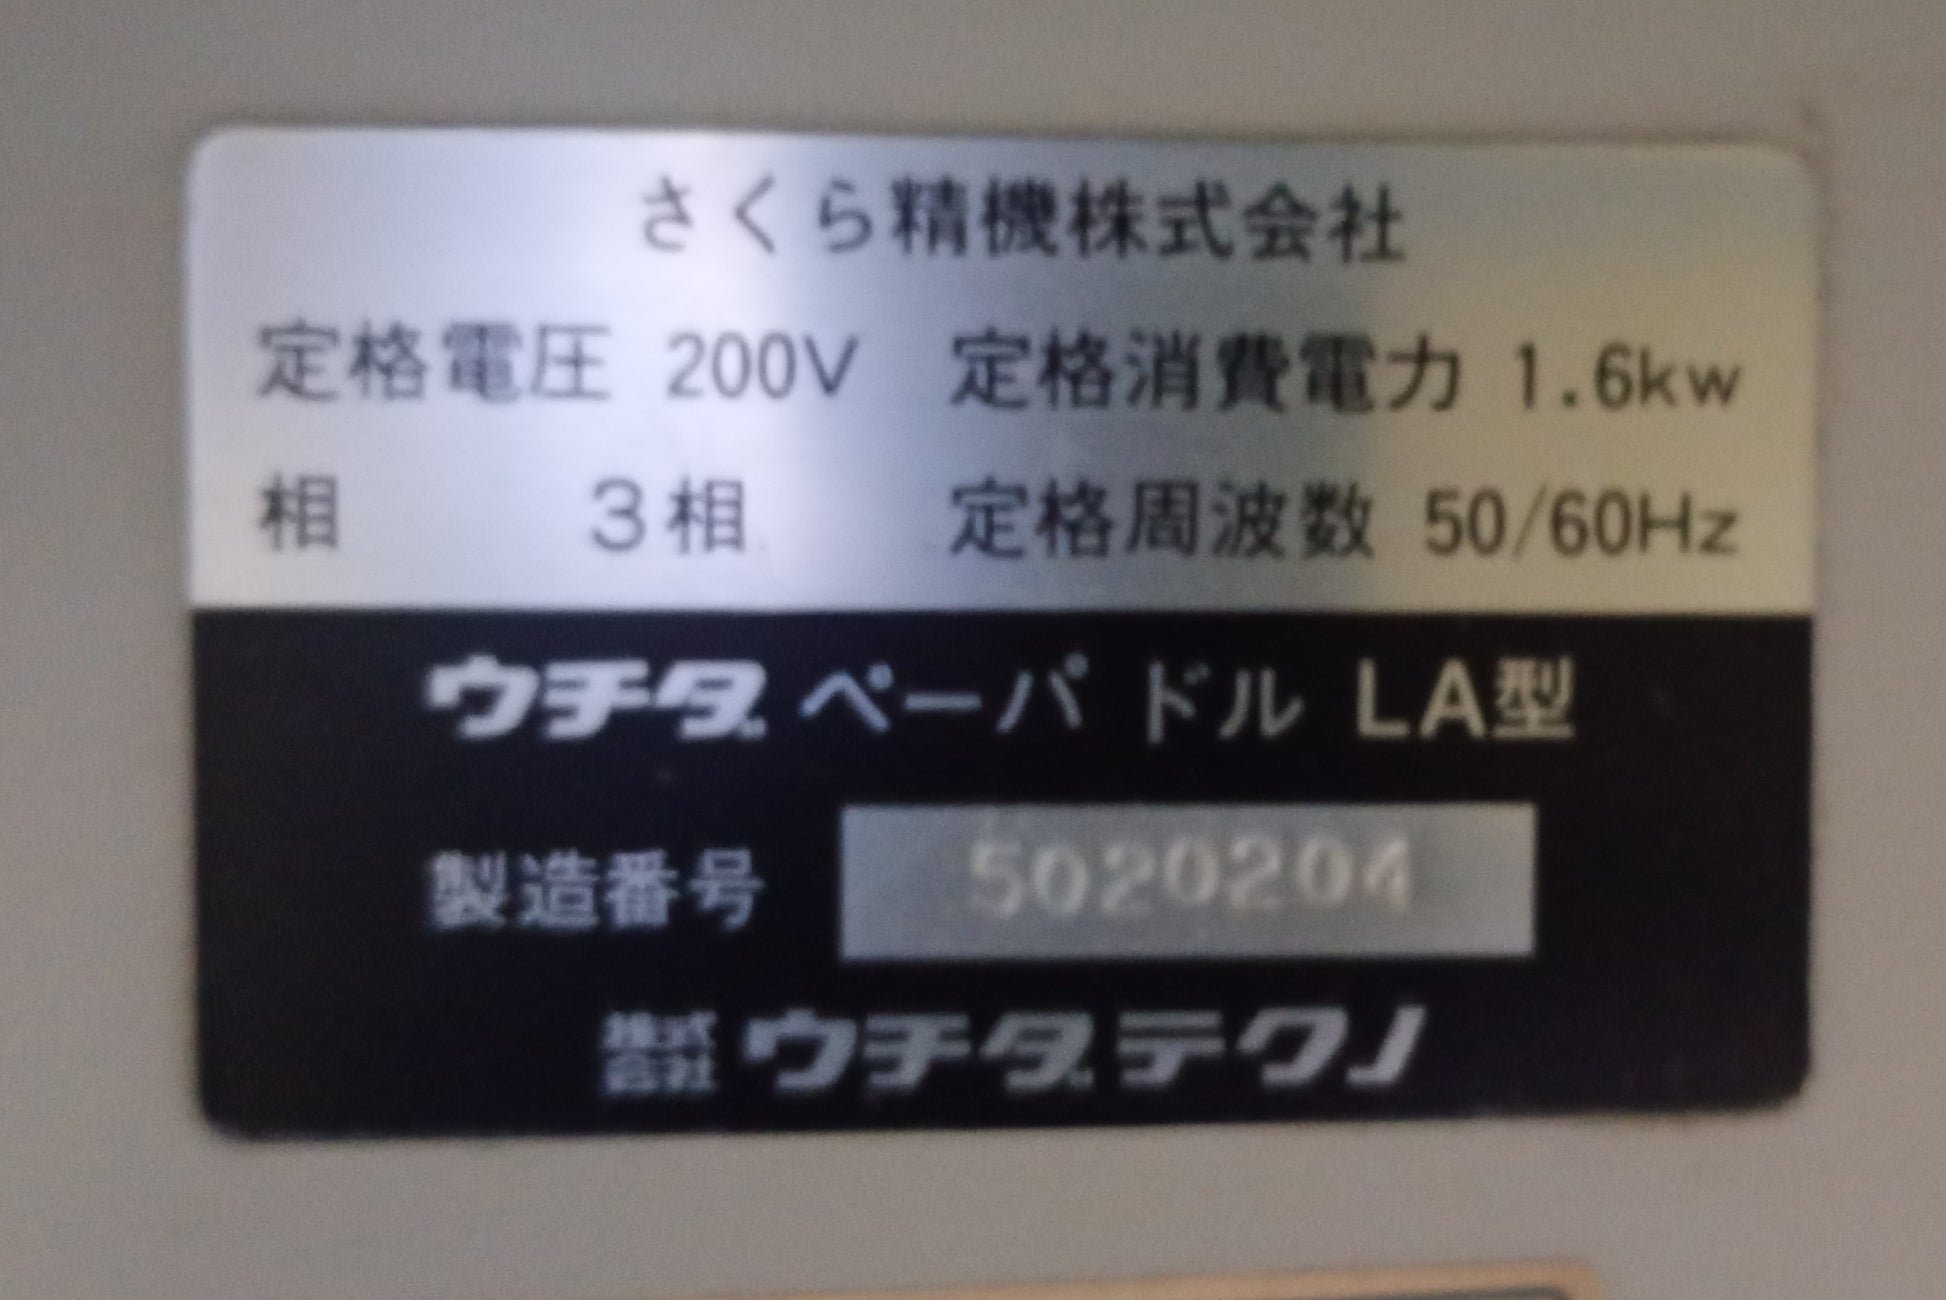 さくら精機株式会社
定格電圧 200V 定格消費電力 1.6kw
相 3相 定格周波数 50/60Hz
ウチダ ペーパ ドル LA型
製造番号 5020204
株式会社 ウチダテクノ